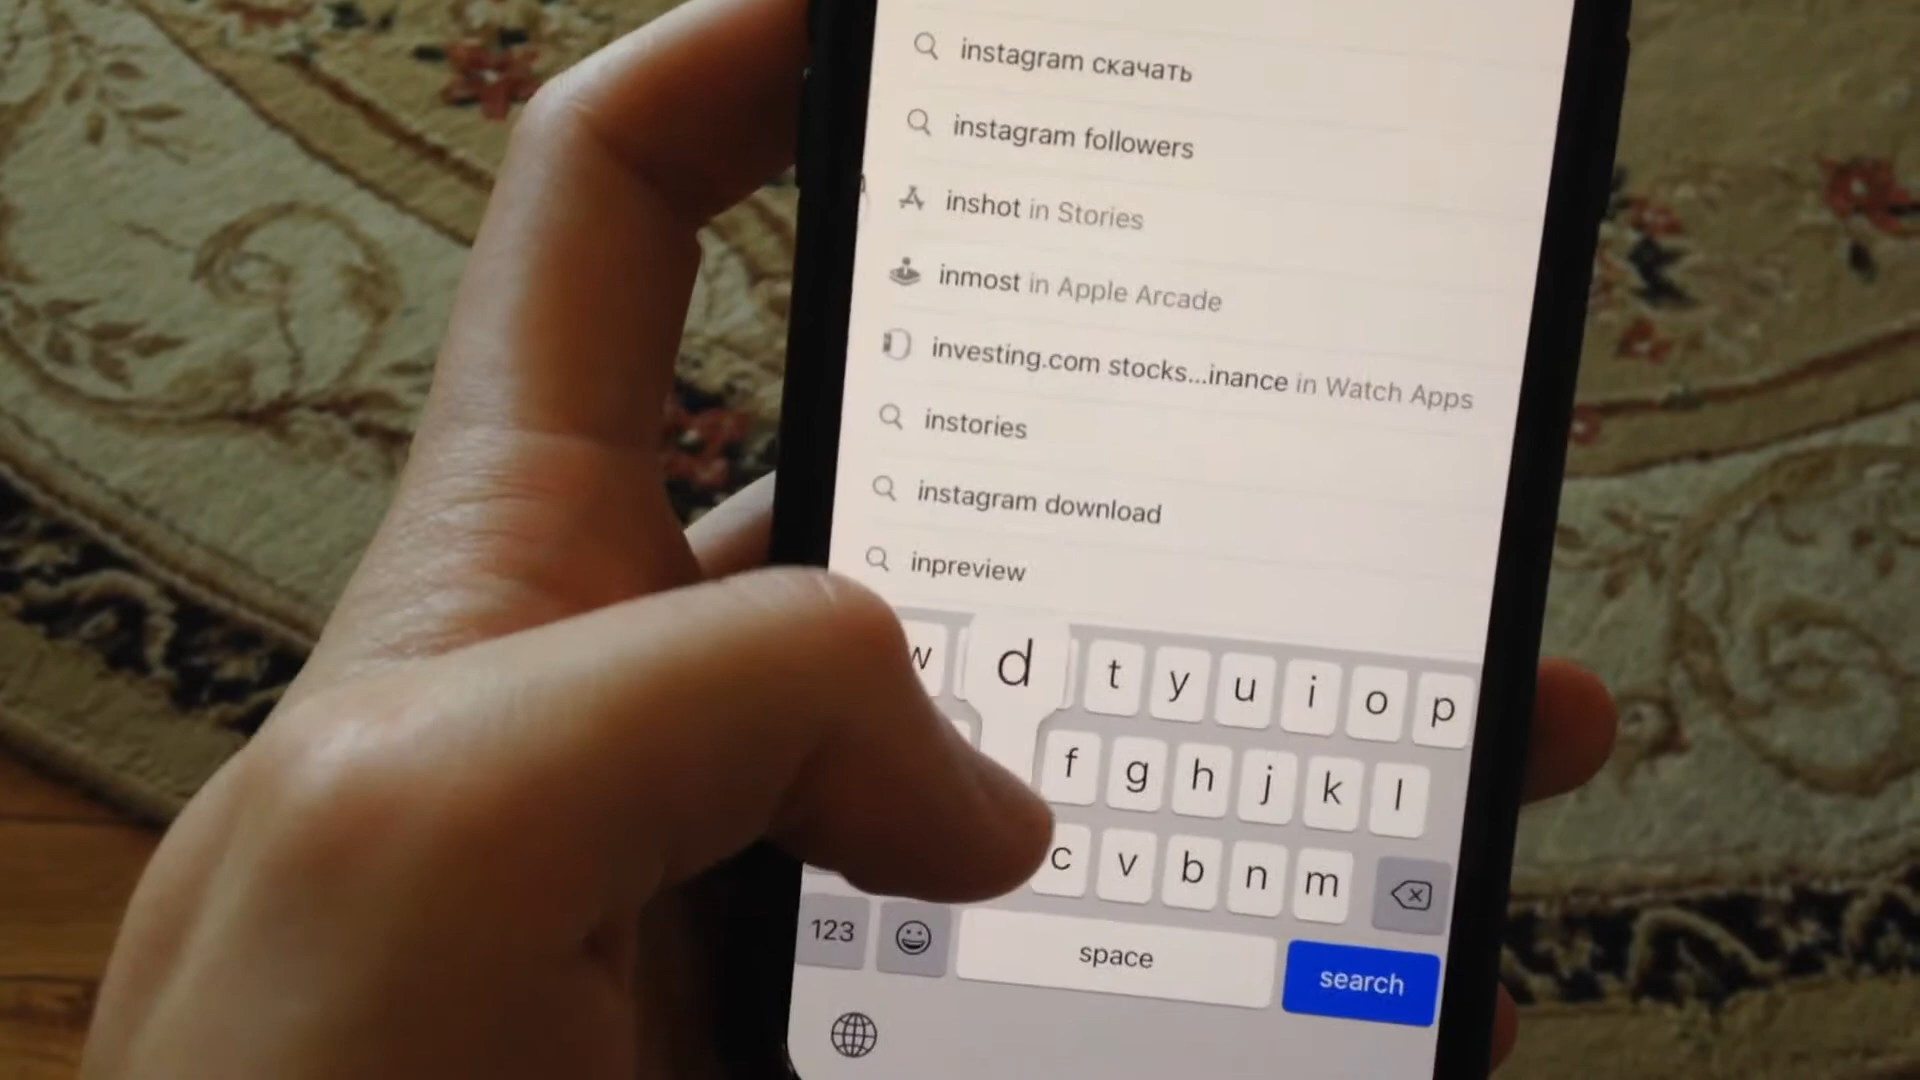 instagram скачать
instagram followers
inshot in Stories
inmost in Apple Arcade
investing.com stocks...inance in Watch Apps
instories
instagram download
inpreview
w d t y u i o p
f g h j k l
c v b n m
123 space search